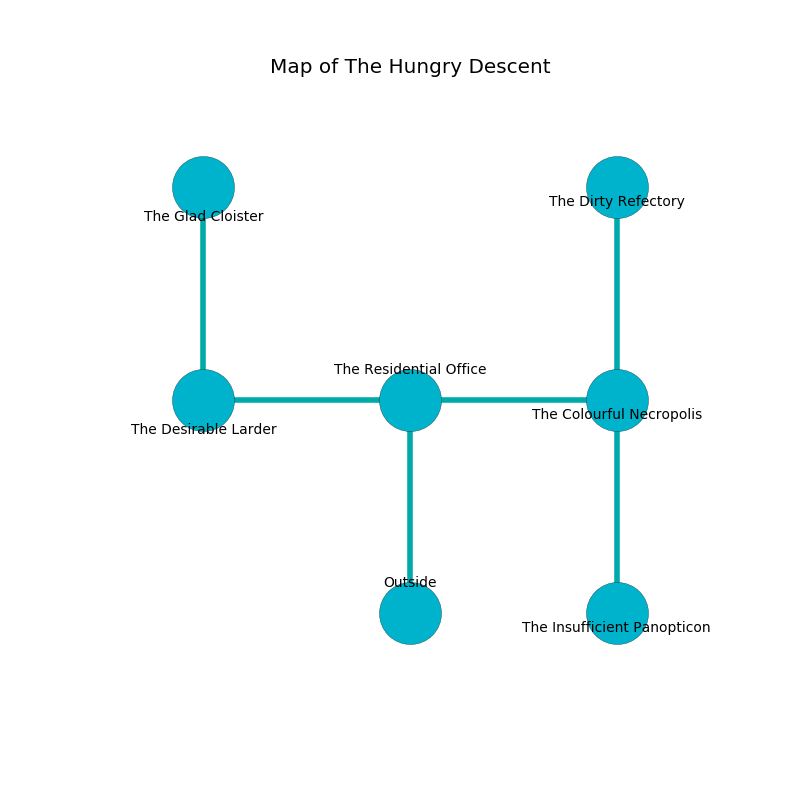 Map of The Hungry Descent
The Glad Cloister
The Dirty Refectory
The Residential Office
The Desirable Larder
The Colourful Necropolis
Outside
The Insufficient Panopticon